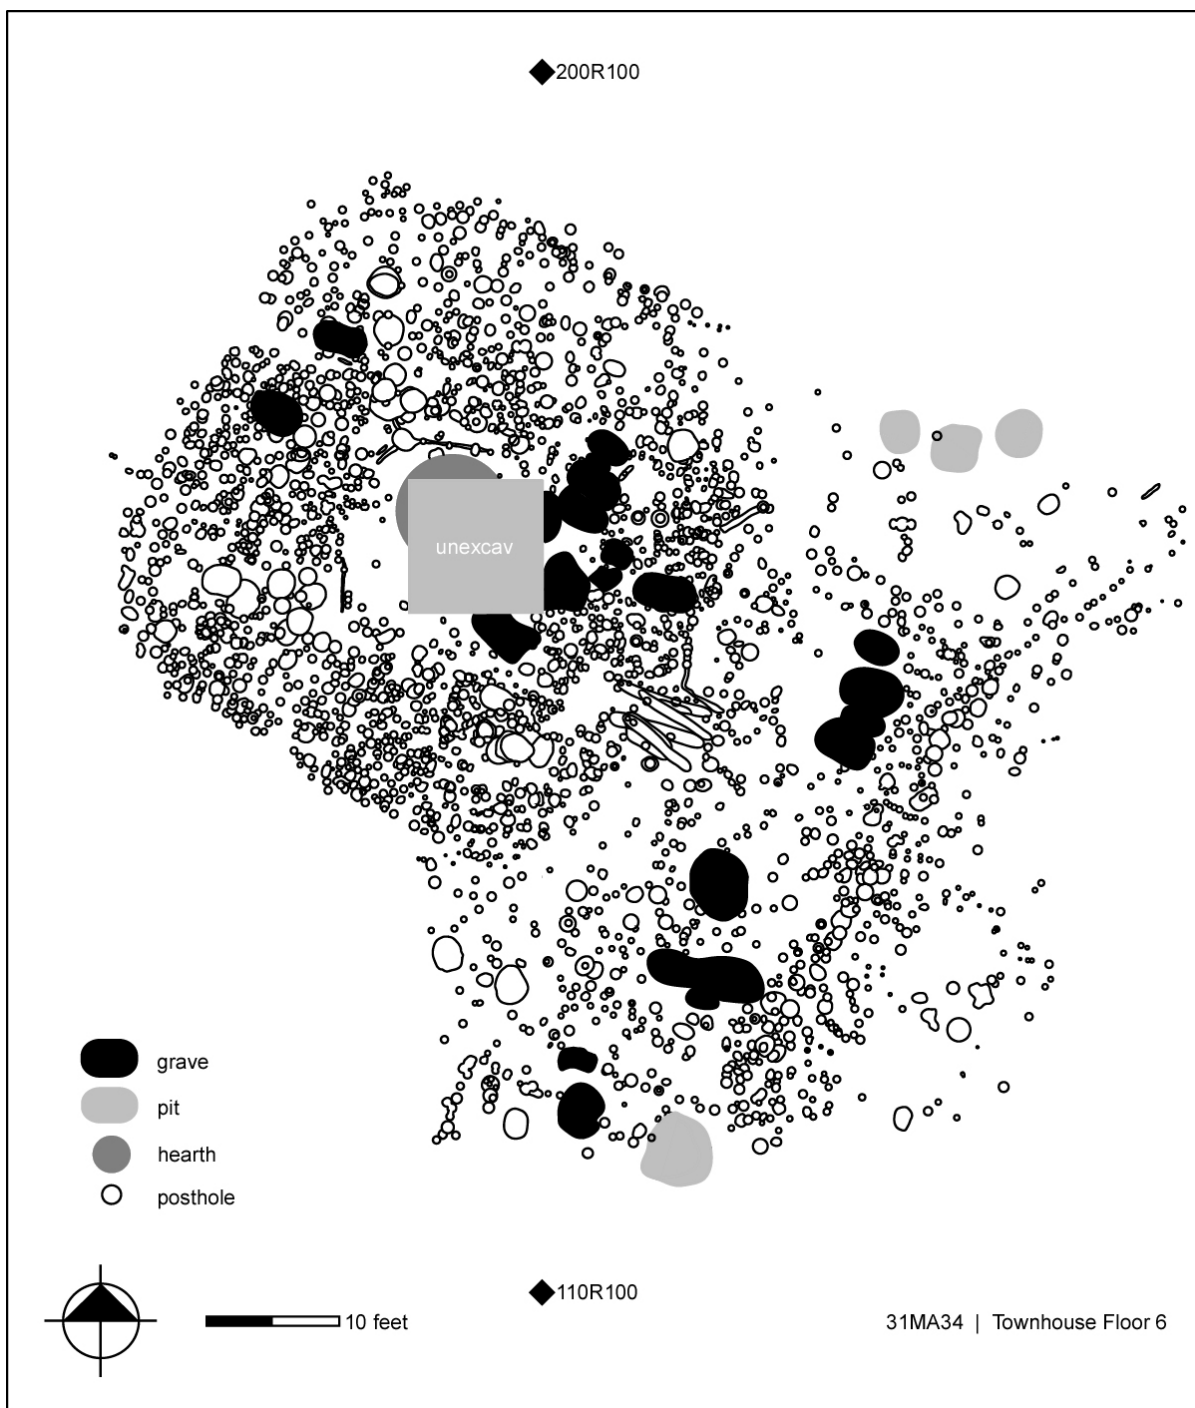 200R100
unexcav
grave
pit
hearth
posthole
110R100
10 feet
31MA34 | Townhouse Floor 6